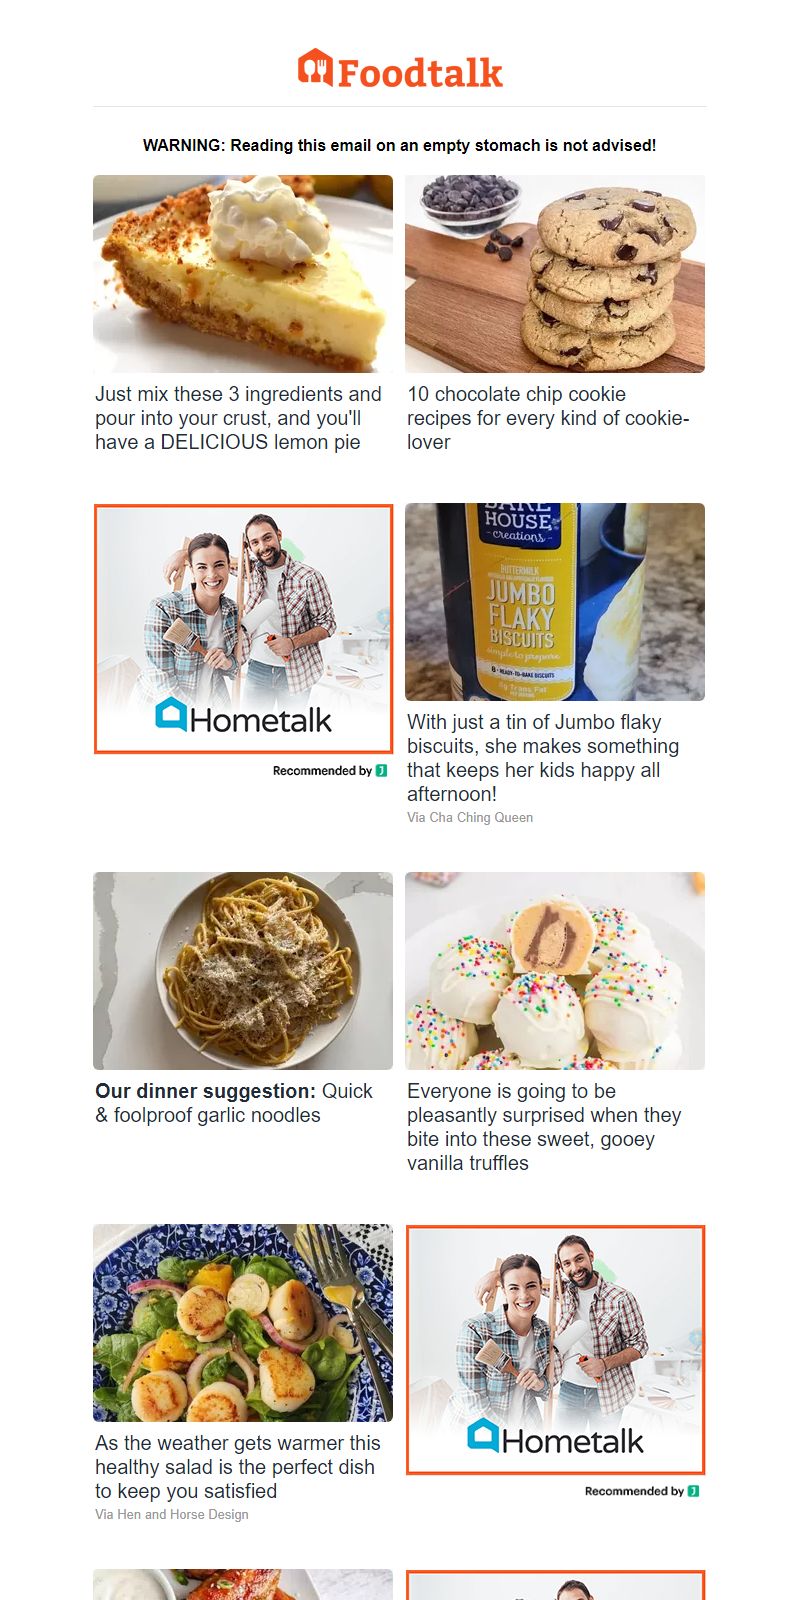 Foodtalk
WARNING: Reading this email on an empty stomach is not advised!
Just mix these 3 ingredients and
pour into your crust, and you'll
have a DELICIOUS lemon pie
10 chocolate chip cookie
recipes for every kind of cookie-
lover
Hometalk
Recommended by
BAKE
HOUSE
creations
BUTTERMILK
JUMBO
FLAKY
BISCUITS
simple to prepare
8 - READY-TO-BAKE BISCUITS
0g Trans Fat
PER SERVING
With just a tin of Jumbo flaky
biscuits, she makes something
that keeps her kids happy all
afternoon!
Via Cha Ching Queen
Our dinner suggestion: Quick
& foolproof garlic noodles
Everyone is going to be
pleasantly surprised when they
bite into these sweet, gooey
vanilla truffles
As the weather gets warmer this
healthy salad is the perfect dish
to keep you satisfied
Via Hen and Horse Design
Hometalk
Recommended by